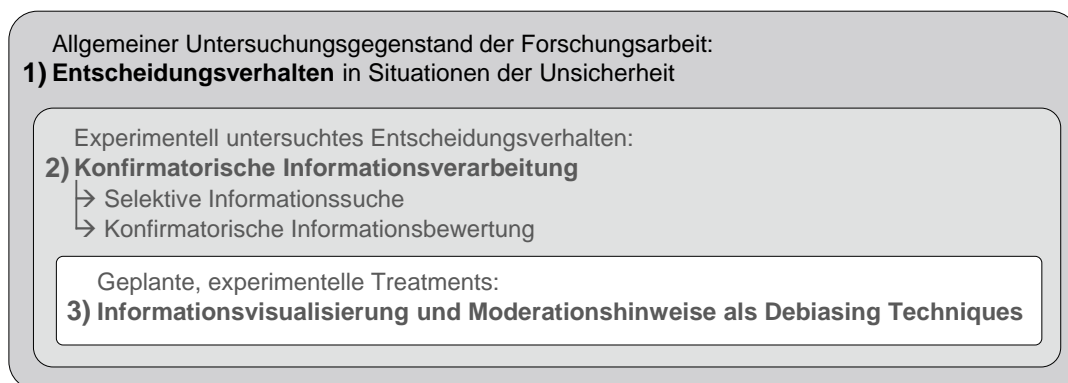 Allgemeiner Untersuchungsgegenstand der Forschungsarbeit:
1) Entscheidungsverhalten in Situationen der Unsicherheit
Experimentell untersuchtes Entscheidungsverhalten:
2) Konfirmatorische Informationsverarbeitung
→ Selektive Informationssuche
→ Konfirmatorische Informationsbewertung
Geplante, experimentelle Treatments:
3) Informationsvisualisierung und Moderationshinweise als Debiasing Techniques